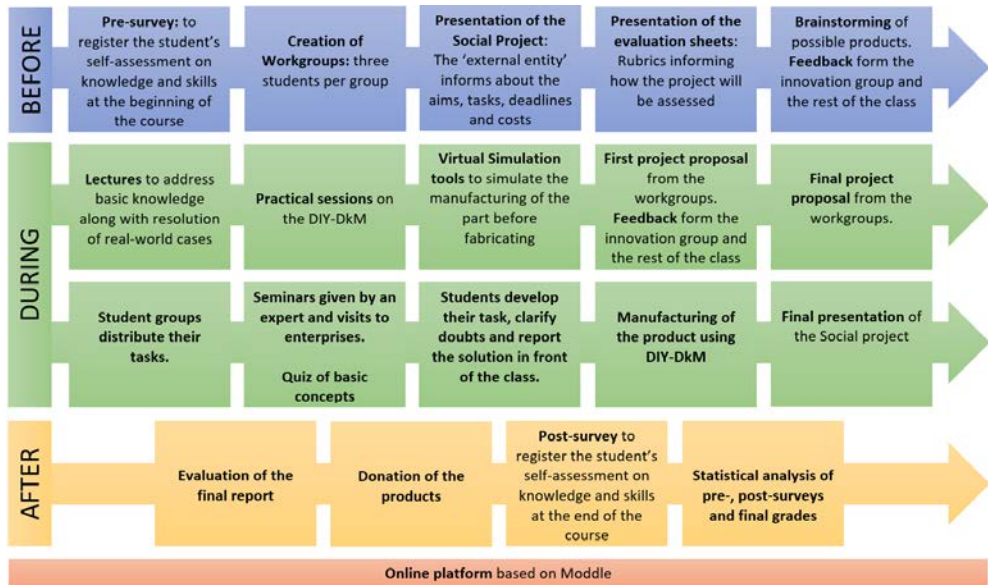 BEFORE
Pre-survey: to
register the student's
self-assessment on
knowledge and skills
at the beginning of
the course
Creation of
Workgroups: three
students per group
Presentation of the
Social Project:
The 'external entity'
informs about the
aims, tasks, deadlines
and costs
Presentation of the
evaluation sheets:
Rubrics informing
how the project will
be assessed
Brainstorming of
possible products.
Feedback form the
innovation group and
the rest of the class
DURING
Lectures to address
basic knowledge
along with resolution
of real-world cases
Practical sessions on
the DIY-DkM
Virtual Simulation
tools to simulate the
manufacturing of the
part before
fabricating
First project proposal
from the
workgroups.
Feedback form the
innovation group and
the rest of the class
Final project
proposal from the
workgroups.
Student groups
distribute their
tasks.
Seminars given by an
expert and visits to
enterprises.
Quiz of basic
concepts
Students develop
their task, clarify
doubts and report
the solution in front
of the class.
Manufacturing of
the product using
DIY-DkM
Final presentation of
the Social project
AFTER
Evaluation of the
final report
Donation of the
products
Post-survey to
register the student's
self-assessment on
knowledge and skills
at the end of the
course
Statistical analysis of
pre-, post-surveys
and final grades
Online platform based on Moddle